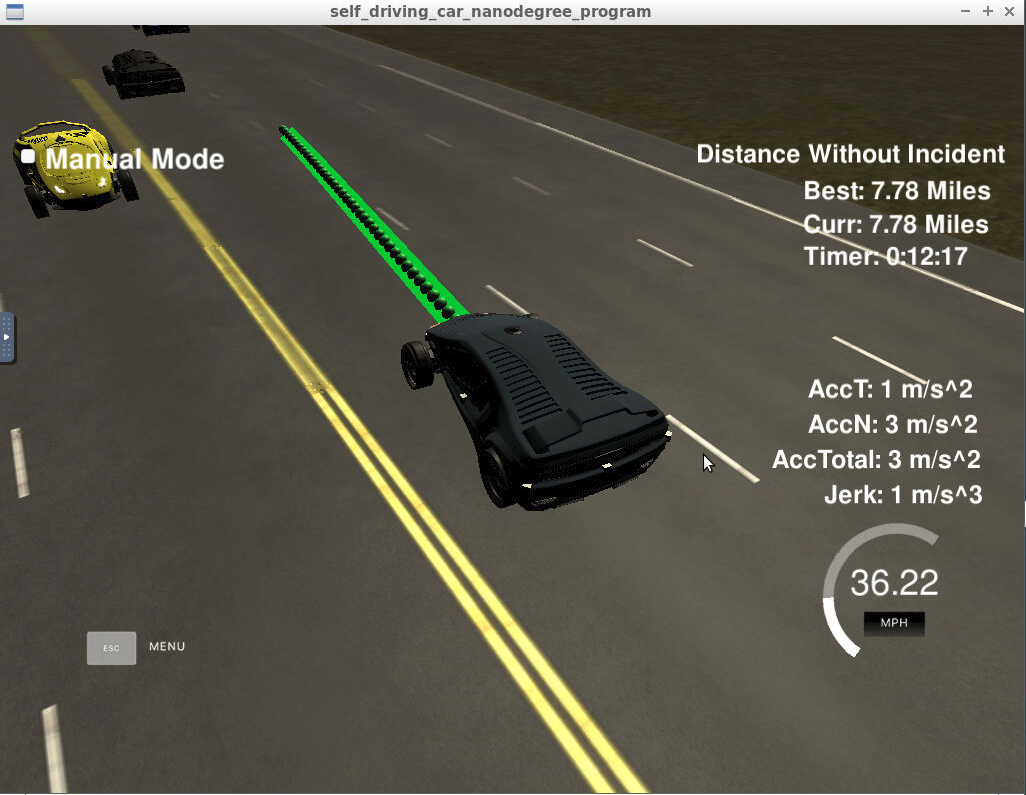 self_driving_car_nanodegree_program
Manual Mode
Distance Without Incident
Best: 7.78 Miles
Curr: 7.78 Miles
Timer: 0:12:17
AccT: 1 m/s^2
AccN: 3 m/s^2
AccTotal: 3 m/s^2
Jerk: 1 m/s^3
36.22
MPH
ESC MENU